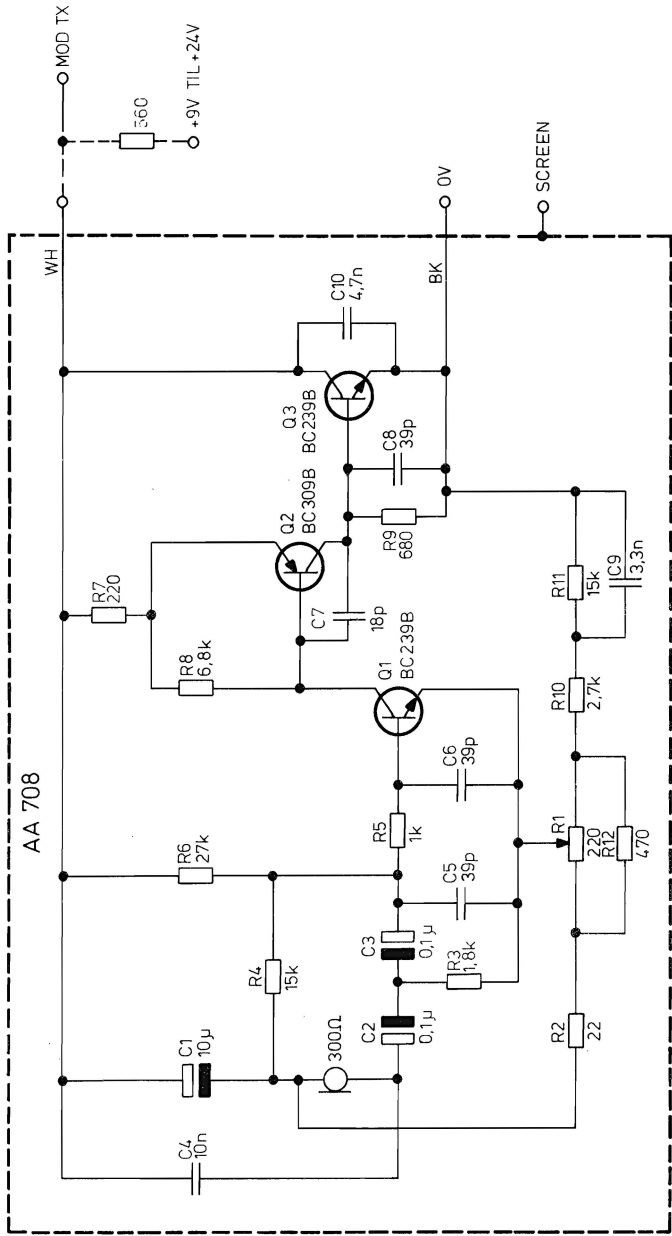 AA 708
WH
MOD TX
560
+9V TIL +24V
C4
10n
C1
10µ
R4
15k
R6
27k
R7
220
R8
6,8k
Q2
BC309B
Q3
BC239B
C10
4,7n
300Ω
C2
0,1µ
C3
0,1µ
R5
1k
Q1
BC239B
C7
18p
R9
680
C8
39p
BK
0V
R3
1,8k
C5
39p
C6
39p
R2
22
R1
220
R12
470
R10
2,7k
R11
15k
C9
3,3n
SCREEN